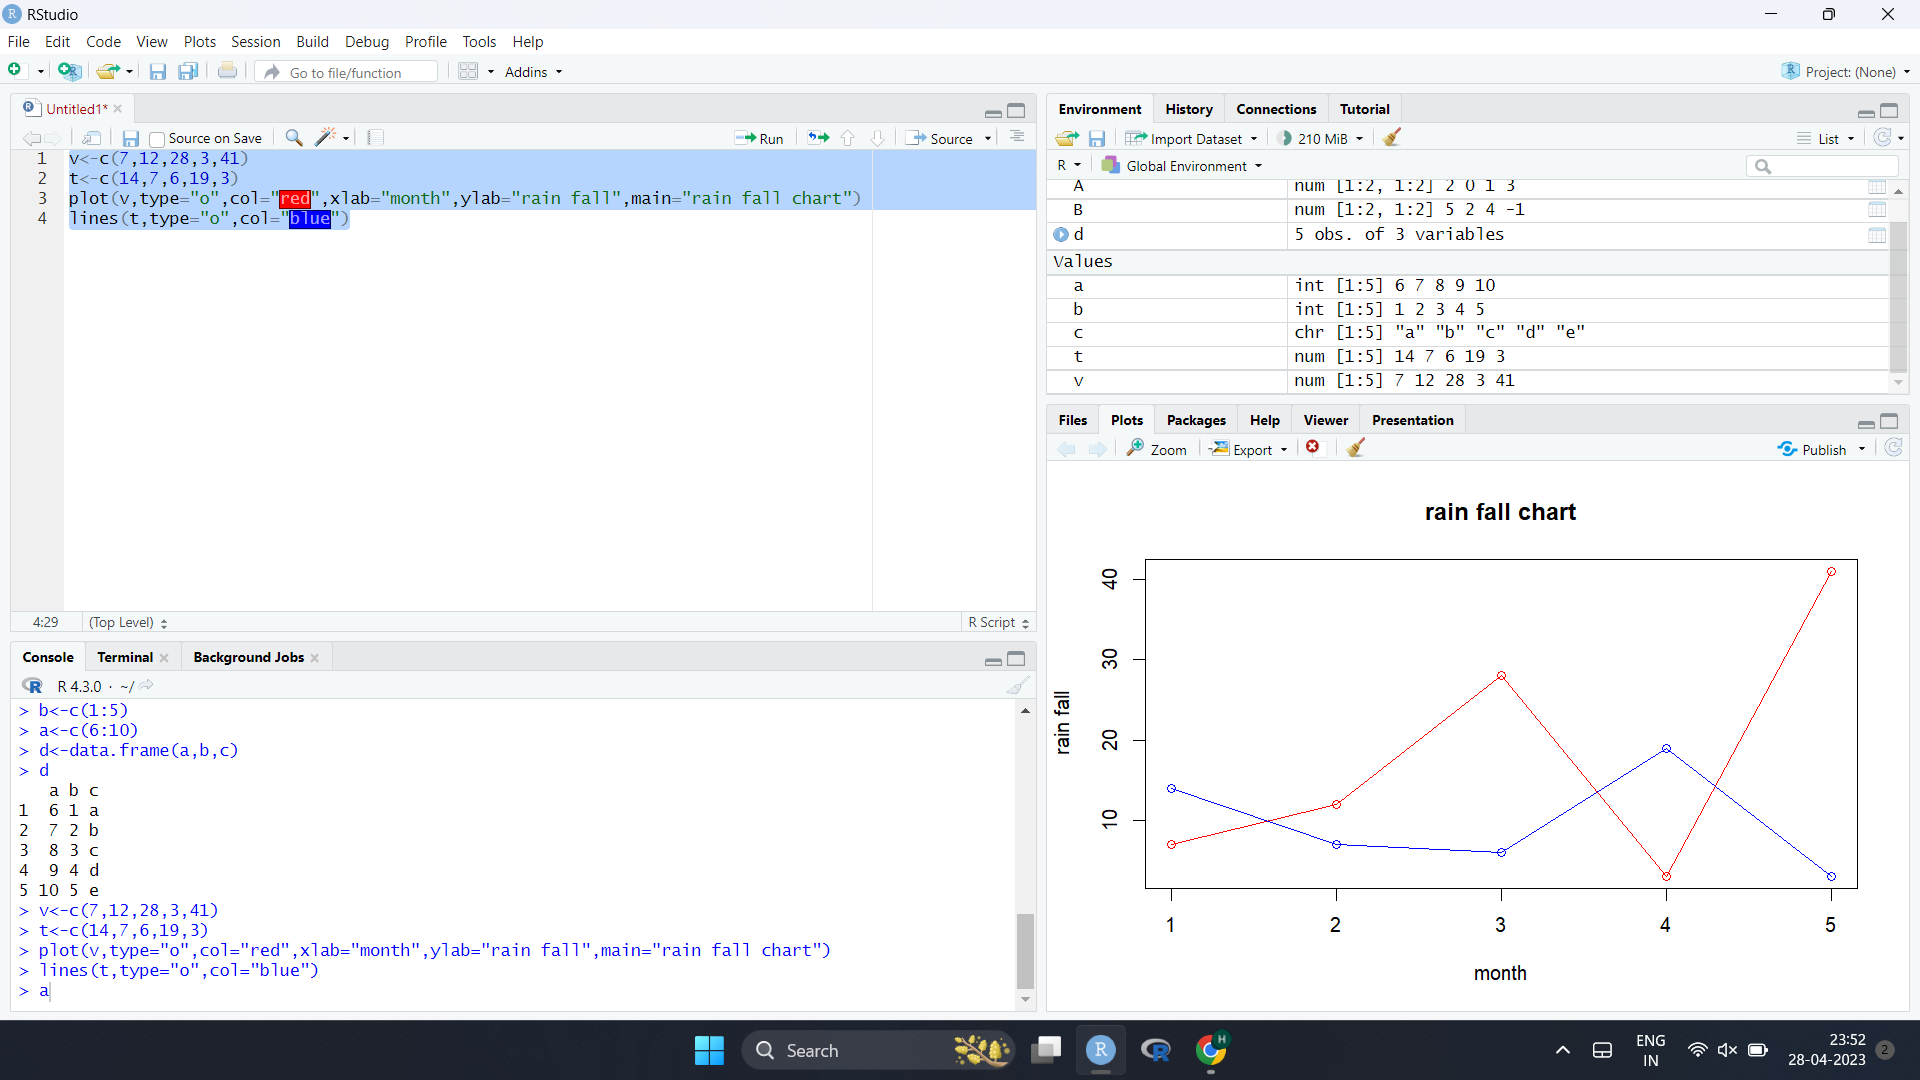 RStudio
File Edit Code View Plots Session Build Debug Profile Tools Help
Go to file/function Addins Project: (None)
Untitled1*
Source on Save Run Source
1 v<-c(7,12,28,3,41)
2 t<-c(14,7,6,19,3)
3 plot(v,type="o",col="red",xlab="month",ylab="rain fall",main="rain fall chart")
4 lines(t,type="o",col="blue")
4:29 (Top Level) R Script
Console Terminal Background Jobs
R 4.3.0 · ~/
> b<-c(1:5)
> a<-c(6:10)
> d<-data.frame(a,b,c)
> d
a b c
1 6 1 a
2 7 2 b
3 8 3 c
4 9 4 d
5 10 5 e
> v<-c(7,12,28,3,41)
> t<-c(14,7,6,19,3)
> plot(v,type="o",col="red",xlab="month",ylab="rain fall",main="rain fall chart")
> lines(t,type="o",col="blue")
> a
Environment History Connections Tutorial
Import Dataset 210 MiB List
R Global Environment
A num [1:2, 1:2] 2 0 1 3
B num [1:2, 1:2] 5 2 4 -1
d 5 obs. of 3 variables
Values
a int [1:5] 6 7 8 9 10
b int [1:5] 1 2 3 4 5
c chr [1:5] "a" "b" "c" "d" "e"
t num [1:5] 14 7 6 19 3
v num [1:5] 7 12 28 3 41
Files Plots Packages Help Viewer Presentation
Zoom Export Publish
rain fall chart
40
30
20
10
rain fall
1 2 3 4 5
month
Search
ENG
IN
23:52
28-04-2023
2